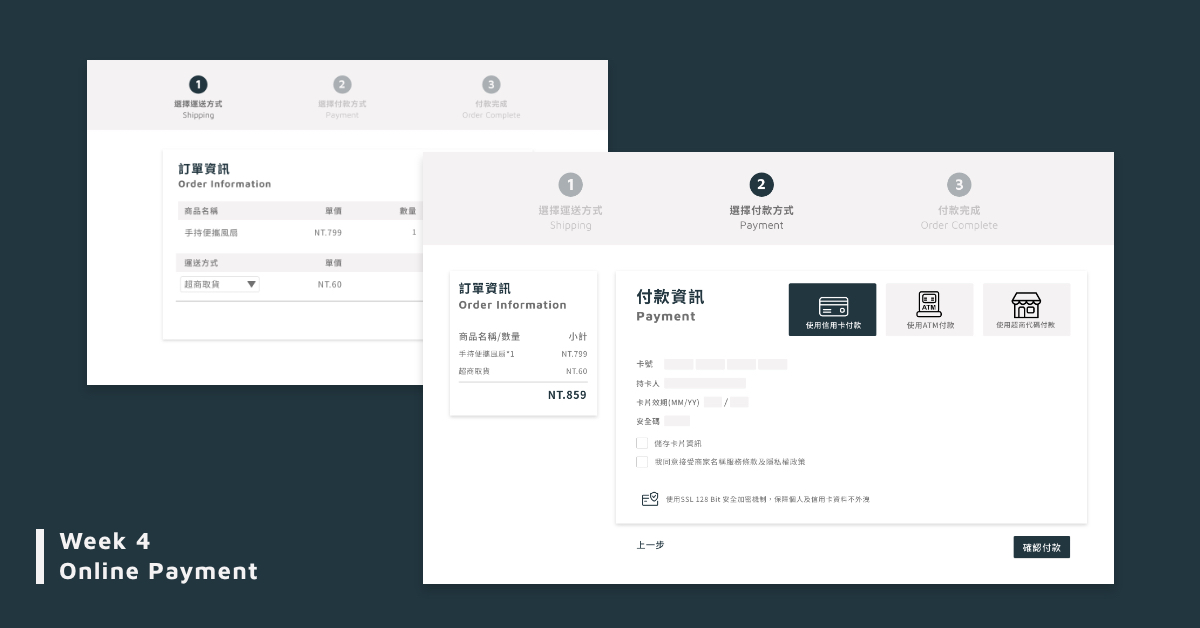 1
2
3
選擇運送方式
選擇付款方式
付款完成
Shipping
Payment
Order Complete
訂單資訊
Order Information
商品名稱 單價 數量
手持便攜風扇 NT.799 1
運送方式 單價
超商取貨 NT.60
1
2
3
選擇運送方式
選擇付款方式
付款完成
Shipping
Payment
Order Complete
訂單資訊
Order Information
商品名稱/數量 小計
手持便攜風扇*1 NT.799
超商取貨 NT.60
NT.859
付款資訊
Payment
使用信用卡付款
ATM
使用ATM付款
使用超商代碼付款
卡號
持卡人
卡片效期(MM/YY) /
安全碼
儲存卡片資訊
我同意接受商家名稱服務條款及隱私權政策
使用SSL 128 Bit 安全加密機制，保障個人及信用卡資料不外洩
上一步
確認付款
Week 4
Online Payment